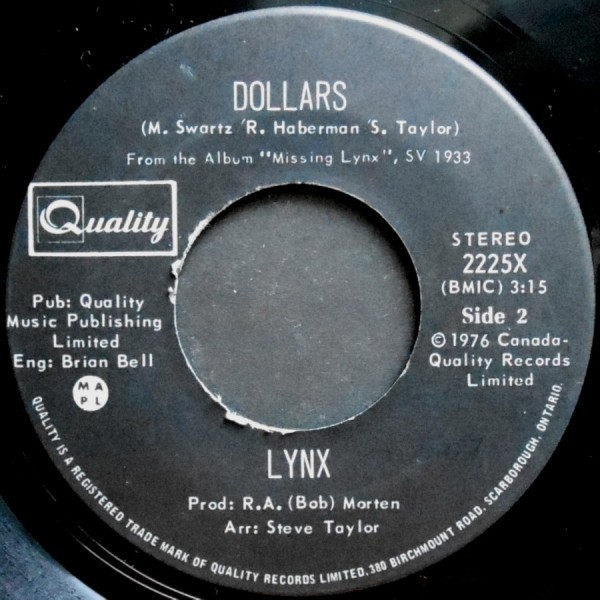 DOLLARS
(M. Swartz 'R. Haberman 'S. Taylor)
From the Album "Missing Lynx", SV 1933
Quality
STEREO
2225X
(BMIC) 3:15
Side 2
©1976 Canada-
Quality Records
Limited
Pub: Quality
Music Publishing
Limited
Eng: Brian Bell
M A
P L
LYNX
Prod: R.A. (Bob) Morten
Arr: Steve Taylor
QUALITY IS A REGISTERED TRADE MARK OF QUALITY RECORDS LIMITED, 380 BIRCHMOUNT ROAD, SCARBOROUGH, ONTARIO.